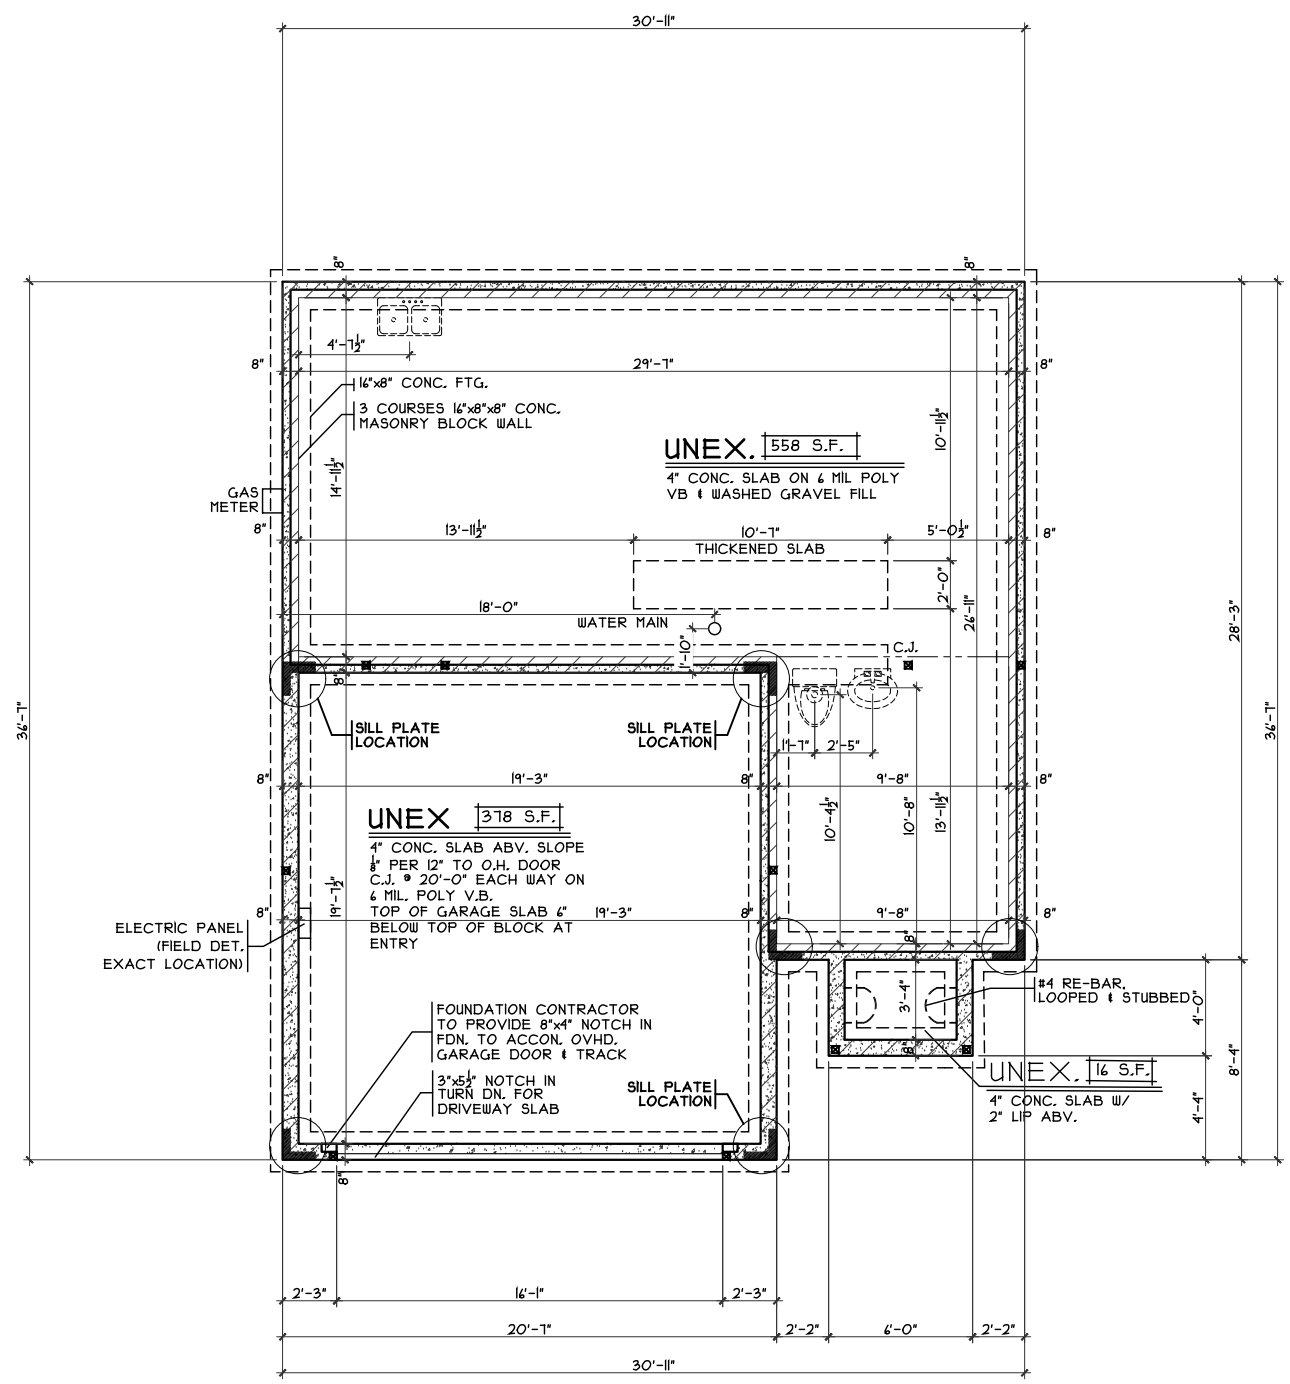 30'-11"
8"
8"
4'-7½"
8"
29'-7"
8"
16"x8" CONC. FTG.
3 COURSES 16"x8"x8" CONC.
MASONRY BLOCK WALL
10'-11½"
UNEX. 558 S.F.
4" CONC. SLAB ON 6 MIL POLY
VB & WASHED GRAVEL FILL
14'-11½"
GAS
METER
8"
13'-11½"
10'-7"
5'-0½"
8"
THICKENED SLAB
2'-0"
18'-0"
WATER MAIN
26'-11"
28'-3"
1'-10"
C.J.
8"
36'-7"
36'-7"
SILL PLATE
LOCATION
SILL PLATE
LOCATION
1'-7"
2'-5"
8"
19'-3"
8"
9'-8"
8"
10'-4½"
10'-8"
13'-11½"
UNEX 378 S.F.
4" CONC. SLAB ABV. SLOPE
⅛" PER 12" TO O.H. DOOR
C.J. @ 20'-0" EACH WAY ON
6 MIL. POLY V.B.
TOP OF GARAGE SLAB 6"
BELOW TOP OF BLOCK AT
ENTRY
19'-7½"
8"
19'-3"
8"
9'-8"
8"
8"
ELECTRIC PANEL
(FIELD DET.
EXACT LOCATION)
#4 RE-BAR.
LOOPED & STUBBED
3'-4"
4'-0"
8"
FOUNDATION CONTRACTOR
TO PROVIDE 8"x4" NOTCH IN
FDN. TO ACCON. OVHD.
GARAGE DOOR & TRACK
3"x5½" NOTCH IN
TURN DN. FOR
DRIVEWAY SLAB
SILL PLATE
LOCATION
UNEX. 16 S.F.
4" CONC. SLAB W/
2" LIP ABV.
8'-4"
4'-4"
8"
2'-3"
16'-1"
2'-3"
20'-7"
2'-2"
6'-0"
2'-2"
30'-11"